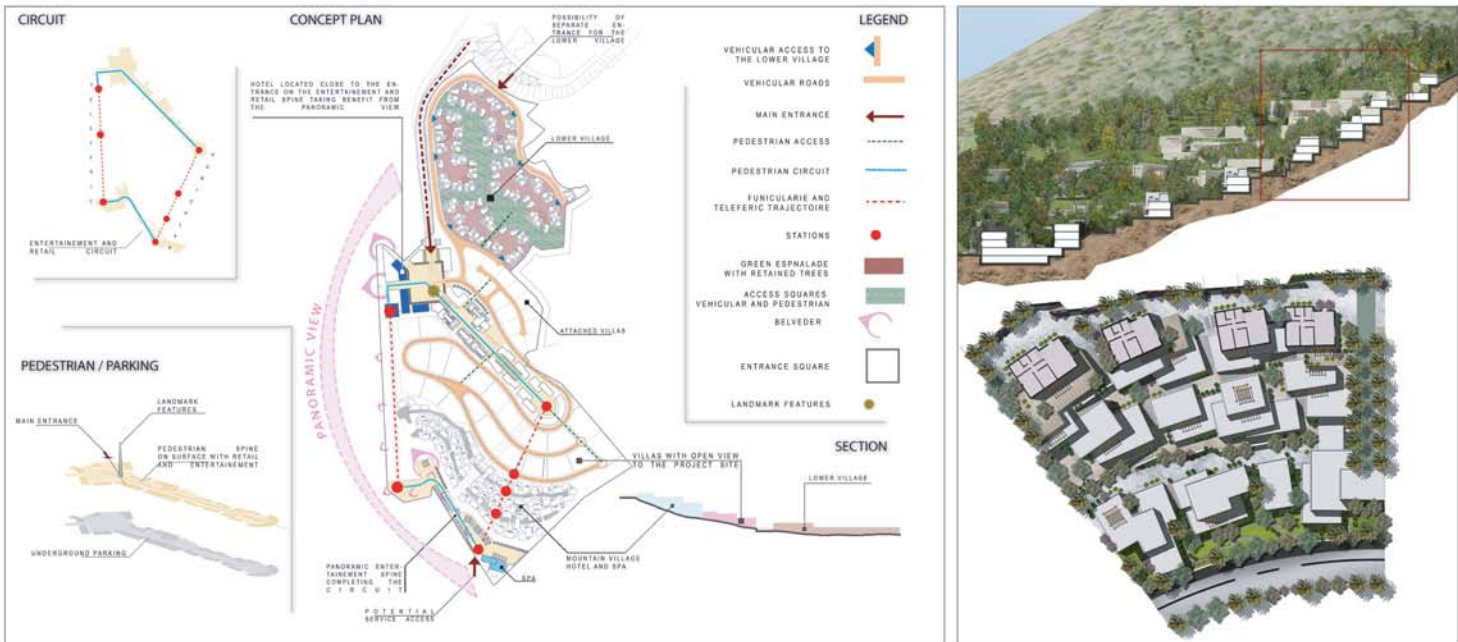 CIRCUIT
ENTERTAINEMENT AND
RETAIL CIRCUIT
PEDESTRIAN / PARKING
LANDMARK
FEATURES
MAIN ENTRANCE
PEDESTRIAN SPINE
ON SURFACE WITH RETAIL
AND ENTERTAINEMENT
UNDERGROUND PARKING
CONCEPT PLAN
POSSIBILITY OF
SEPARATE EN-
TRANCE FOR THE
LOWER VILLAGE
HOTEL LOCATED CLOSE TO THE EN-
TRANCE ON THE ENTERTAINEMENT AND
RETAIL SPINE TAKING BENEFIT FROM
THE PANORAMIC VIEW
LOWER VILLAGE
PANORAMIC VIEW
ATTACHED VILLAS
VILLAS WITH OPEN VIEW
TO THE PROJECT SITE
MOUNTAIN VILLAGE
HOTEL AND SPA
SPA
PANORAMIC ENTER-
TAINEMENT SPINE
COMPLETING THE
CIRCUIT
POTENTIAL
SERVICE ACCESS
LEGEND
VEHICULAR ACCESS TO
THE LOWER VILLAGE
VEHICULAR ROADS
MAIN ENTRANCE
PEDESTRIAN ACCESS
PEDESTRIAN CIRCUIT
FUNICULARIE AND
TELEFERIC TRAJECTOIRE
STATIONS
GREEN ESPNALADE
WITH RETAINED TREES
ACCESS SQUARES
VEHICULAR AND PEDESTRIAN
BELVEDER
ENTRANCE SQUARE
LANDMARK FEATURES
SECTION
LOWER VILLAGE